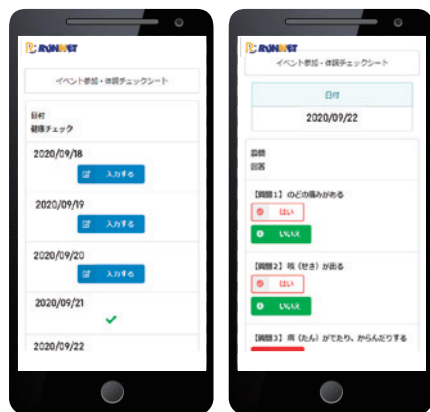 RUNNET
イベント参加・体調チェックシート
日付
健康チェック
2020/09/18
入力する
2020/09/19
入力する
2020/09/20
入力する
2020/09/21
2020/09/22
RUNNET
イベント参加・体調チェックシート
日付
2020/09/22
設問
回答
【質問1】のどの痛みがある
はい
いいえ
【質問2】咳（せき）が出る
はい
いいえ
【質問3】痰（たん）がでたり、からんだりする